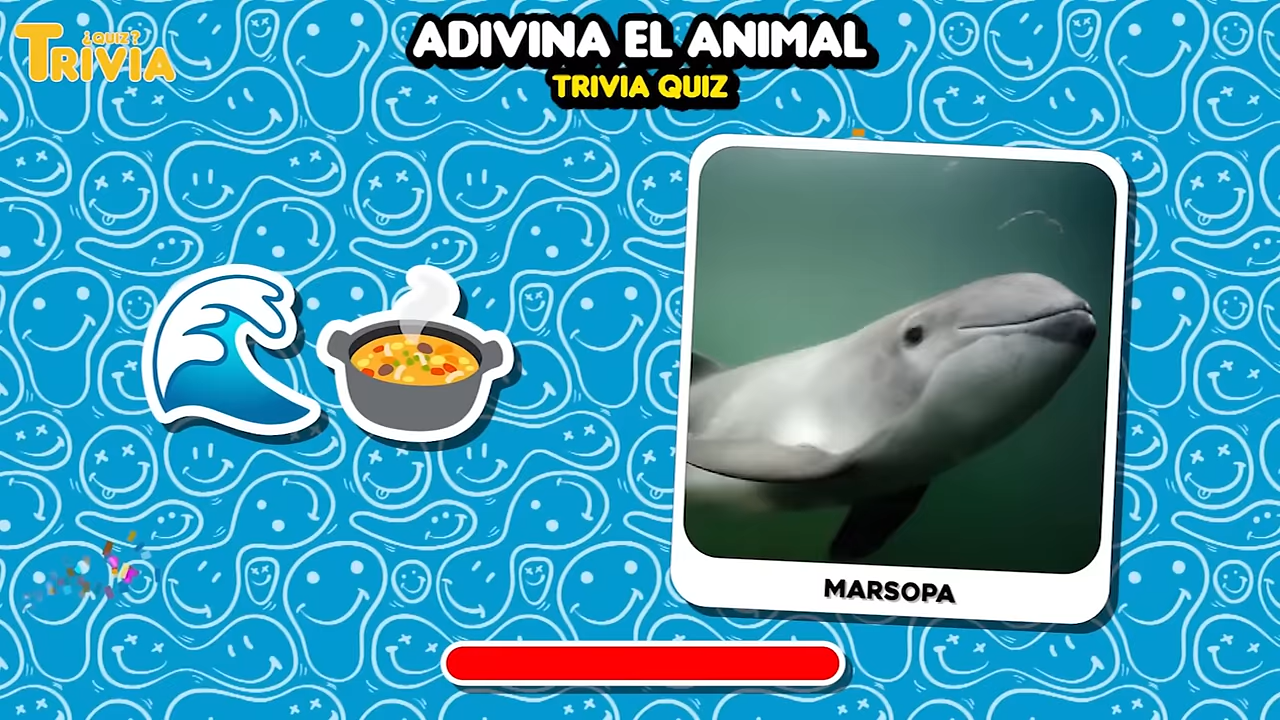 ¿QUIZ?
TRIVIA
ADIVINA EL ANIMAL
TRIVIA QUIZ
MARSOPA